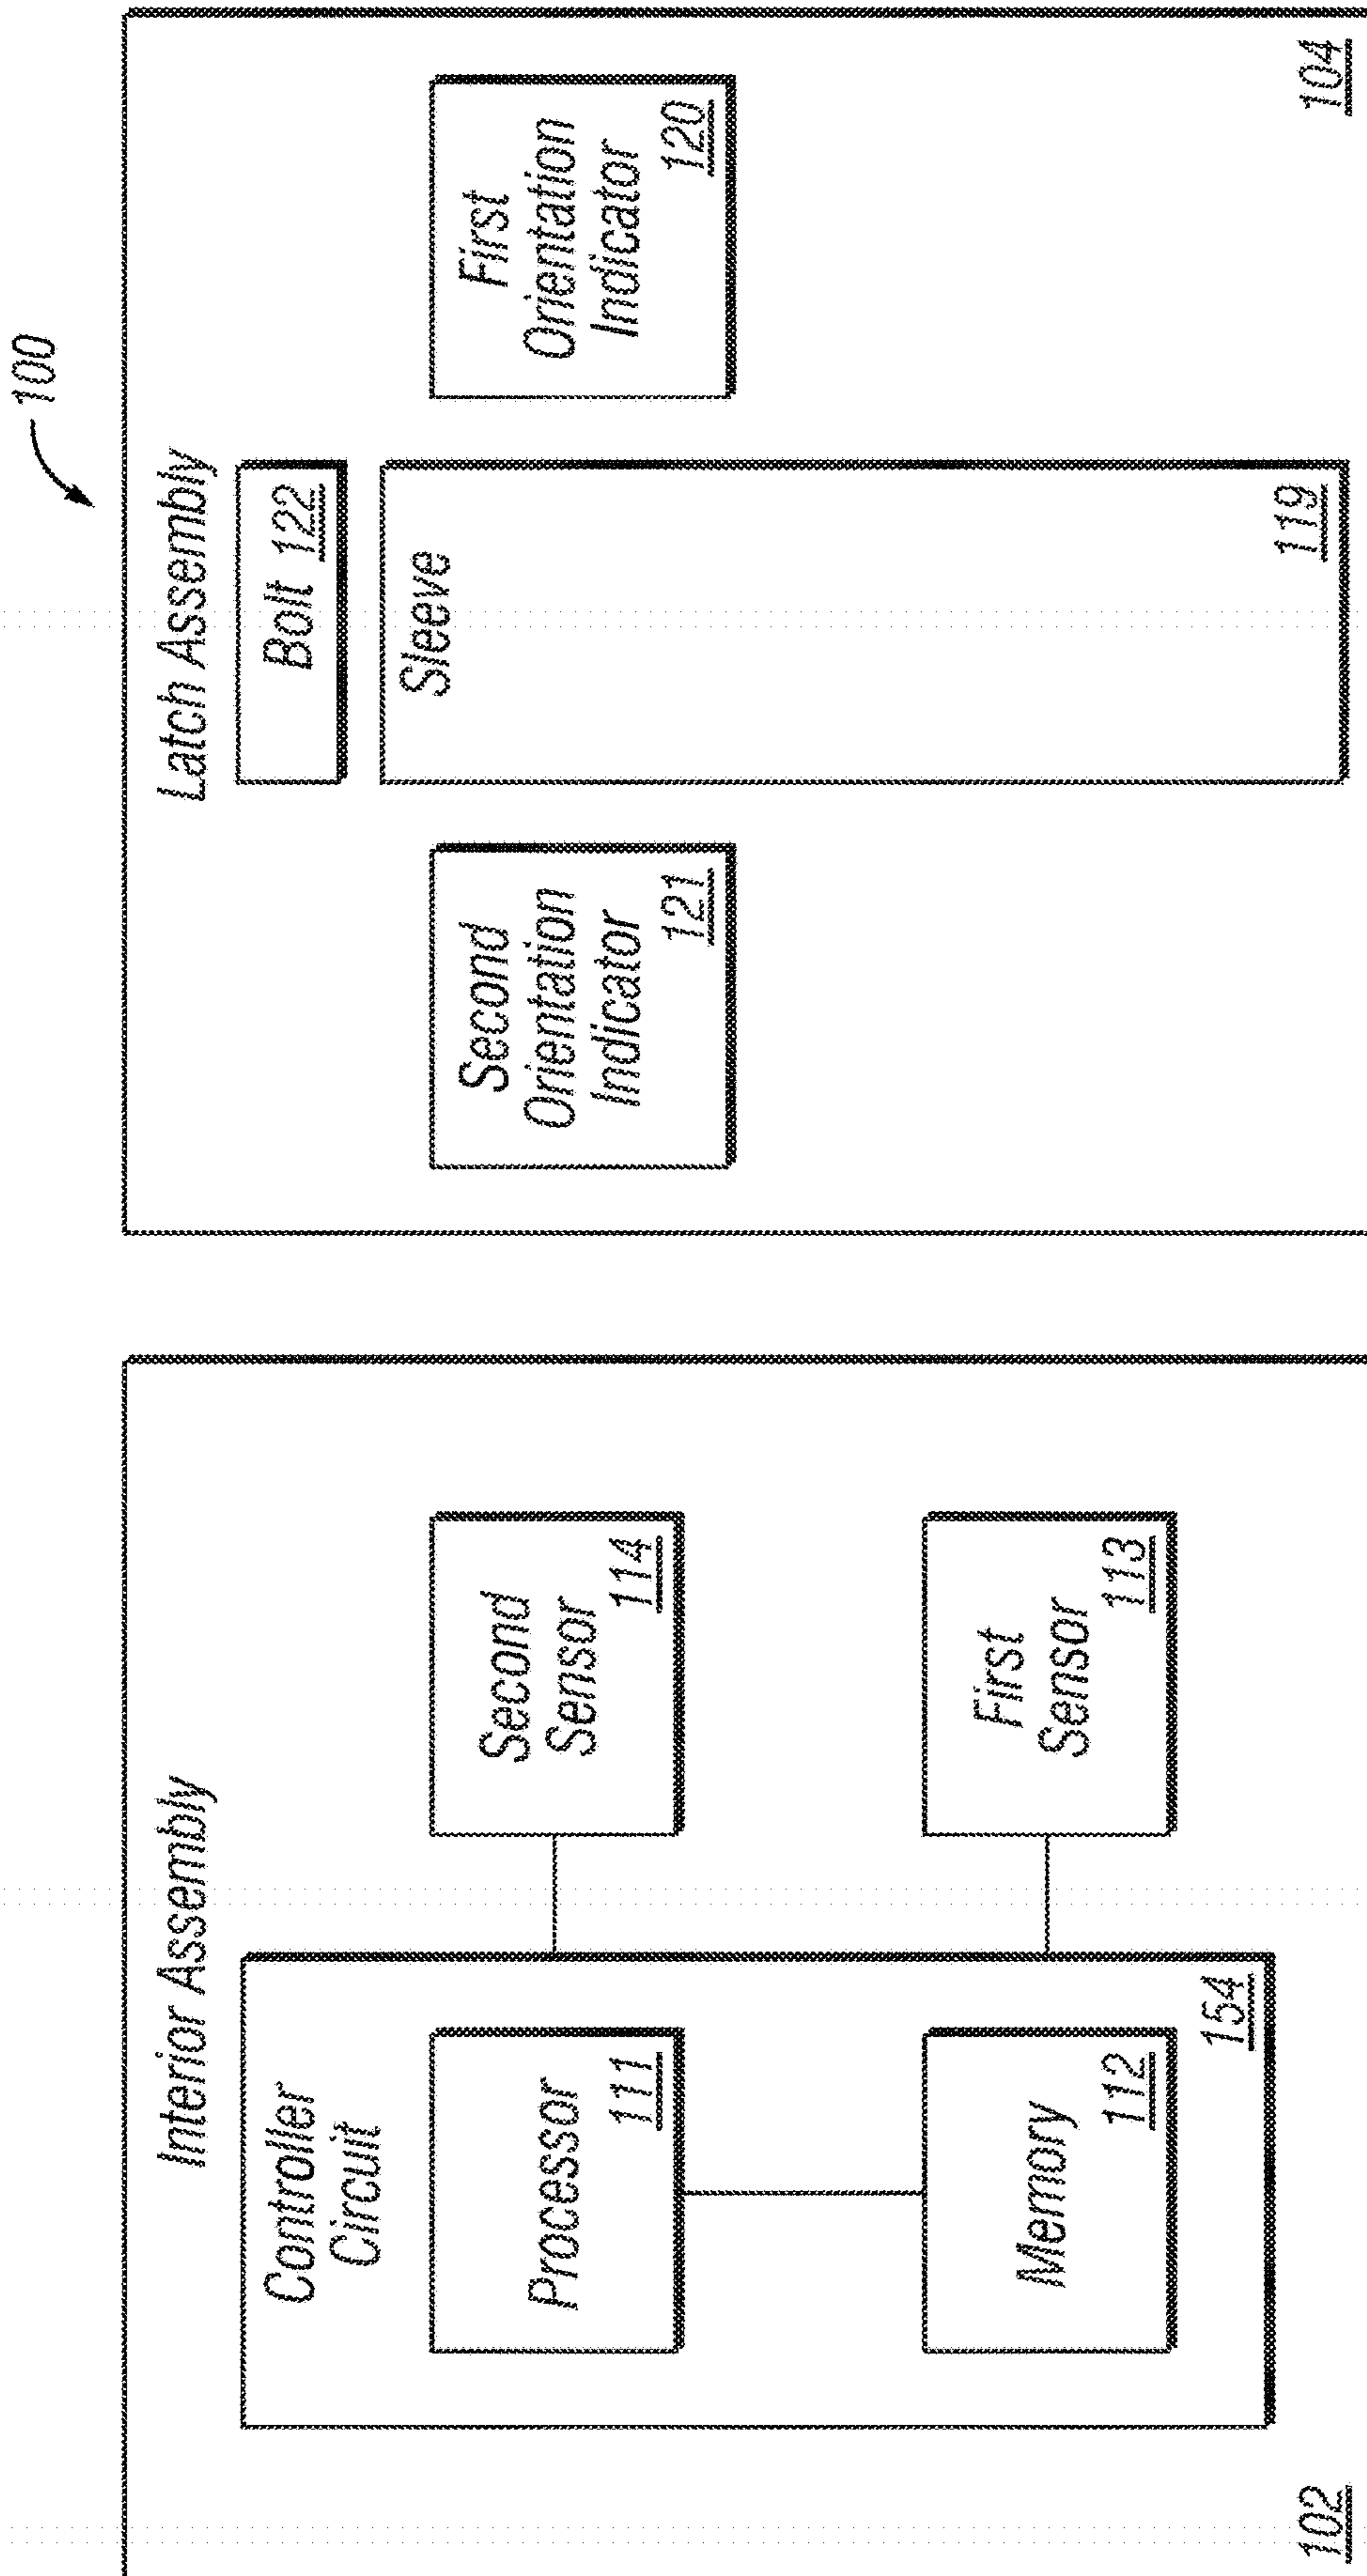 100
Interior Assembly
Controller
Circuit
Processor
111
Memory
112
154
Second
Sensor
114
First
Sensor
113
102
Latch Assembly
Bolt 122
Sleeve
119
Second
Orientation
Indicator
121
First
Orientation
Indicator
120
104